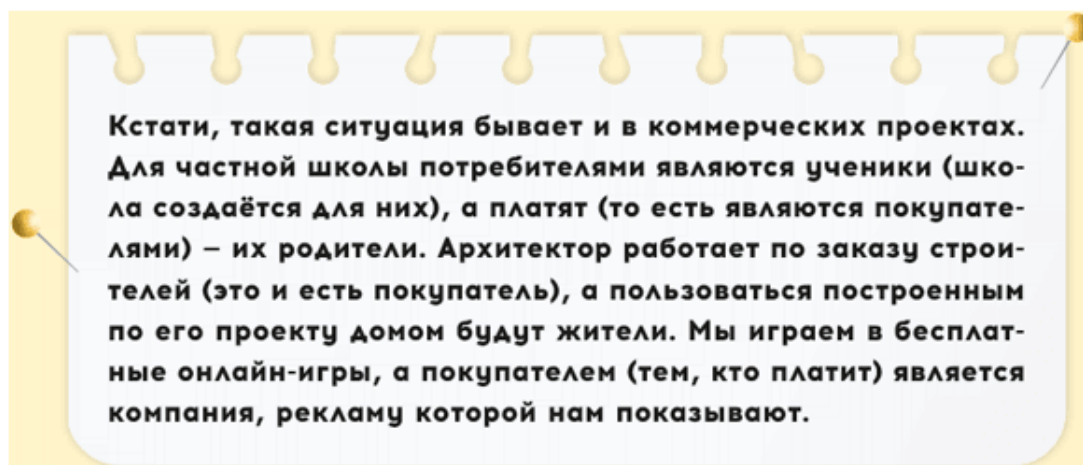 Кстати, такая ситуация бывает и в коммерческих проектах.
Для частной школы потребителями являются ученики (шко-
ла создаётся для них), а платят (то есть являются покупате-
лями) – их родители. Архитектор работает по заказу строи-
телей (это и есть покупатель), а пользоваться построенным
по его проекту домом будут жители. Мы играем в бесплат-
ные онлайн-игры, а покупателем (тем, кто платит) является
компания, рекламу которой нам показывают.